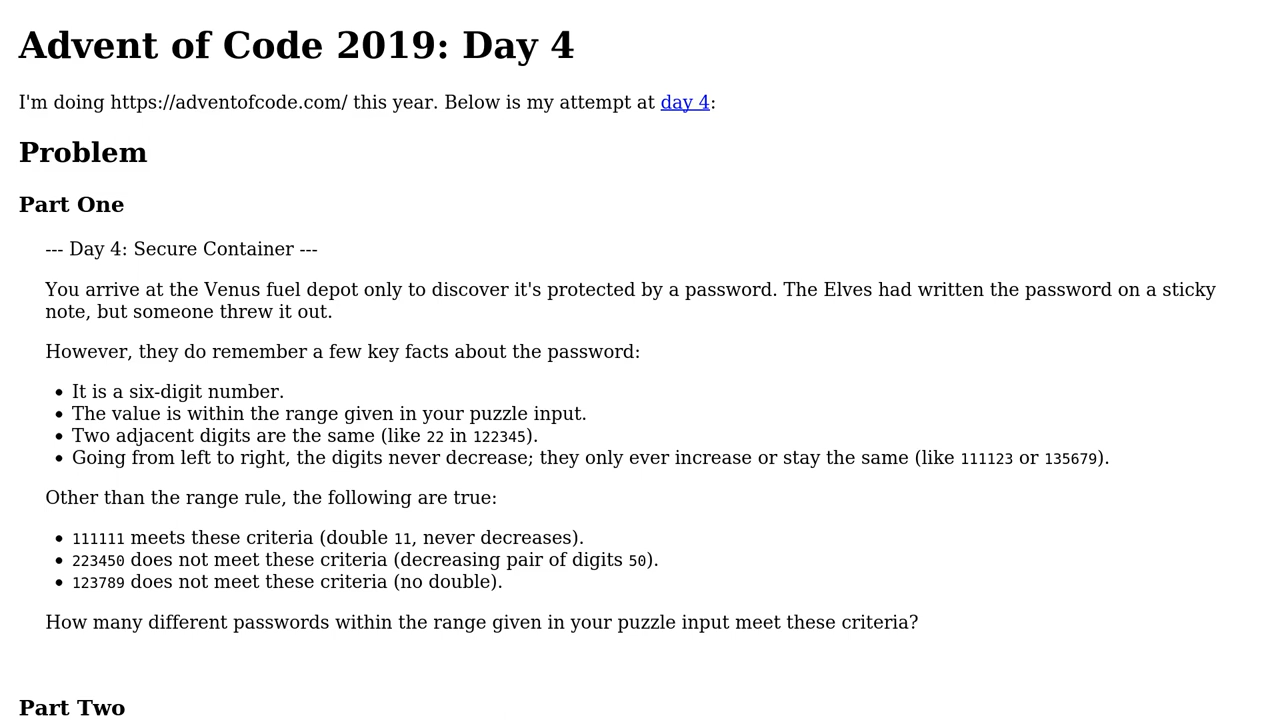 Advent of Code 2019: Day 4
I'm doing https://adventofcode.com/ this year. Below is my attempt at day 4:
Problem
Part One
--- Day 4: Secure Container ---
You arrive at the Venus fuel depot only to discover it's protected by a password. The Elves had written the password on a sticky
note, but someone threw it out.
However, they do remember a few key facts about the password:
• It is a six-digit number.
• The value is within the range given in your puzzle input.
• Two adjacent digits are the same (like 22 in 122345).
• Going from left to right, the digits never decrease; they only ever increase or stay the same (like 111123 or 135679).
Other than the range rule, the following are true:
• 111111 meets these criteria (double 11, never decreases).
• 223450 does not meet these criteria (decreasing pair of digits 50).
• 123789 does not meet these criteria (no double).
How many different passwords within the range given in your puzzle input meet these criteria?
Part Two